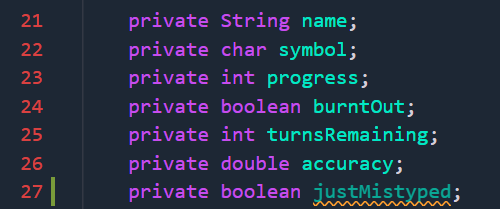 21 private String name;
22 private char symbol;
23 private int progress;
24 private boolean burntOut;
25 private int turnsRemaining;
26 private double accuracy;
27 private boolean justMistyped;